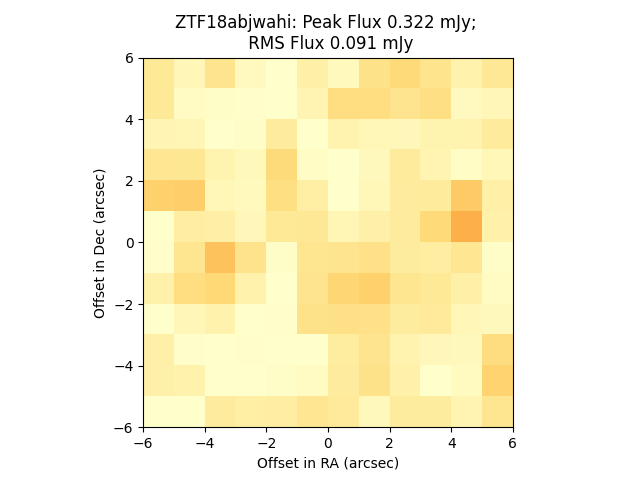 ZTF18abjwahi: Peak Flux 0.322 mJy;
RMS Flux 0.091 mJy
6
4
2
0
−2
−4
−6
Offset in Dec (arcsec)
−6 −4 −2 0 2 4 6
Offset in RA (arcsec)